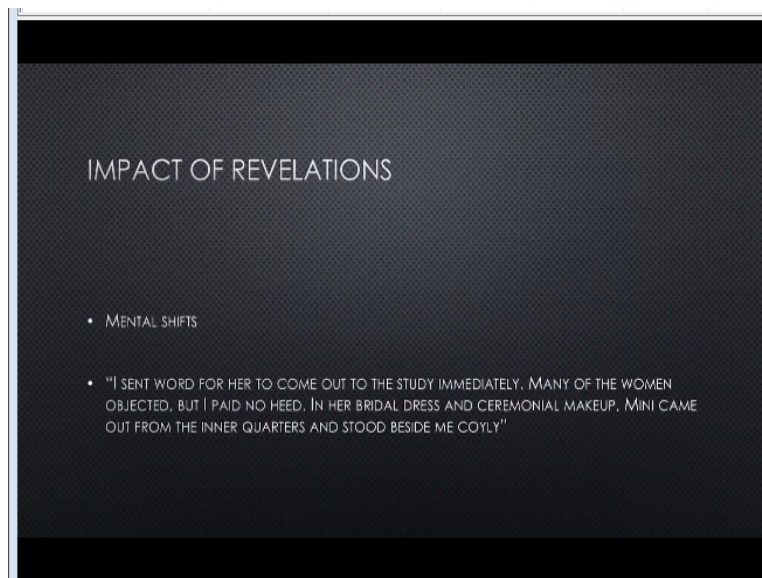 IMPACT OF REVELATIONS
• MENTAL SHIFTS
• "I SENT WORD FOR HER TO COME OUT TO THE STUDY IMMEDIATELY. MANY OF THE WOMEN
OBJECTED, BUT I PAID NO HEED. IN HER BRIDAL DRESS AND CEREMONIAL MAKEUP, MINI CAME
OUT FROM THE INNER QUARTERS AND STOOD BESIDE ME COYLY"